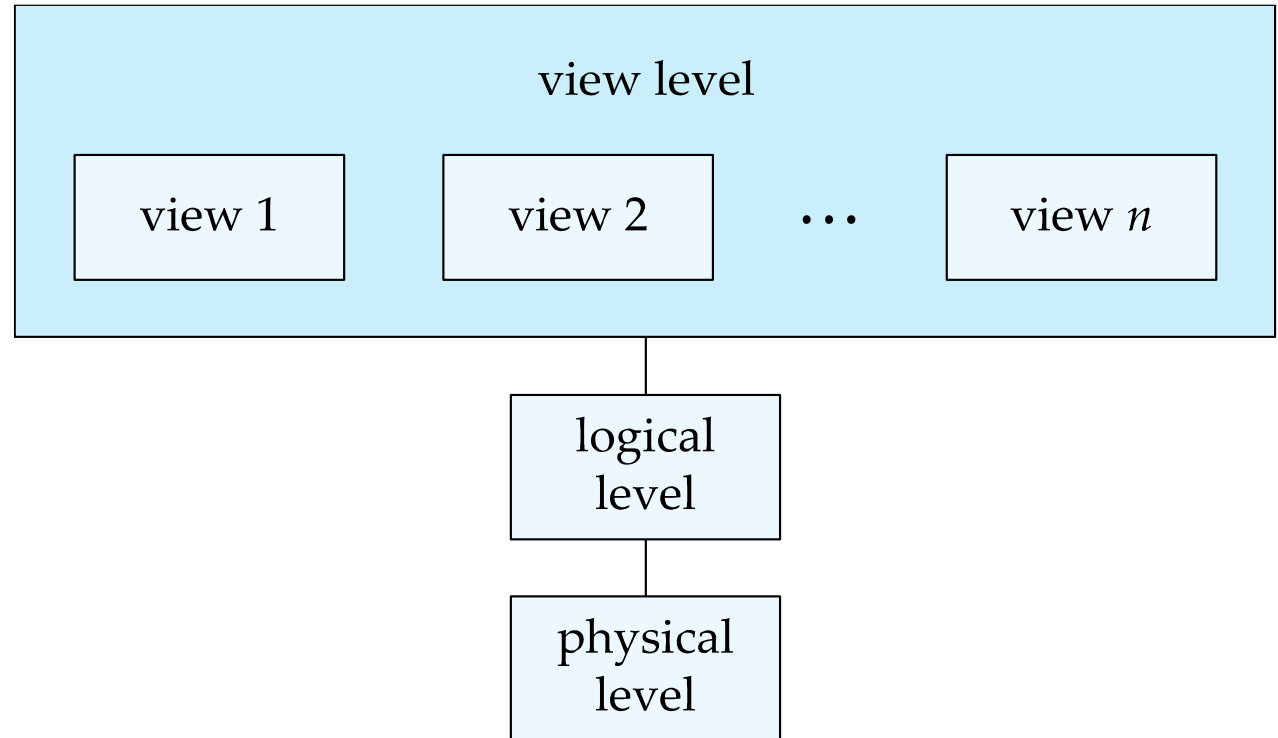 view level
view 1
view 2
...
view n
logical
level
physical
level